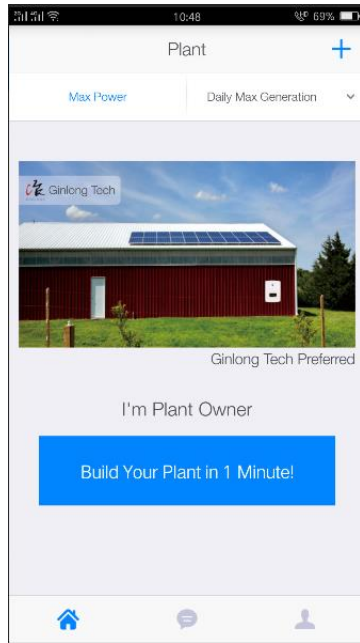 10:48
69%
Plant
Max Power
Daily Max Generation
Ginlong Tech
Ginlong Tech Preferred
I'm Plant Owner
Build Your Plant in 1 Minute!